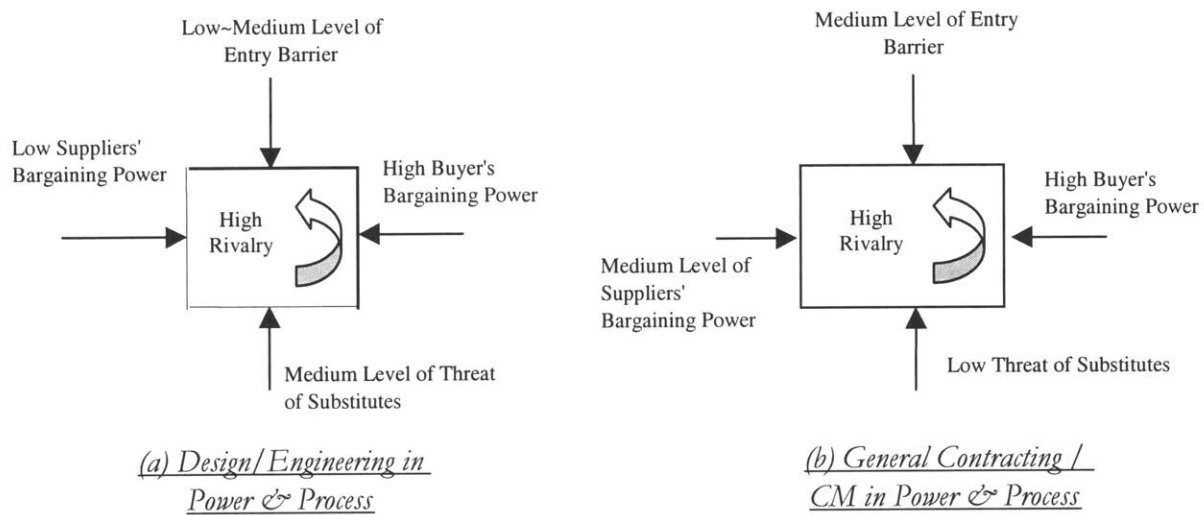 Low~Medium Level of
Entry Barrier
Low Suppliers'
Bargaining Power
High Buyer's
Bargaining Power
High
Rivalry
Medium Level of Threat
of Substitutes
(a) Design/Engineering in
Power & Process
Medium Level of Entry
Barrier
High Buyer's
Bargaining Power
High
Rivalry
Medium Level of
Suppliers'
Bargaining Power
Low Threat of Substitutes
(b) General Contracting /
CM in Power & Process